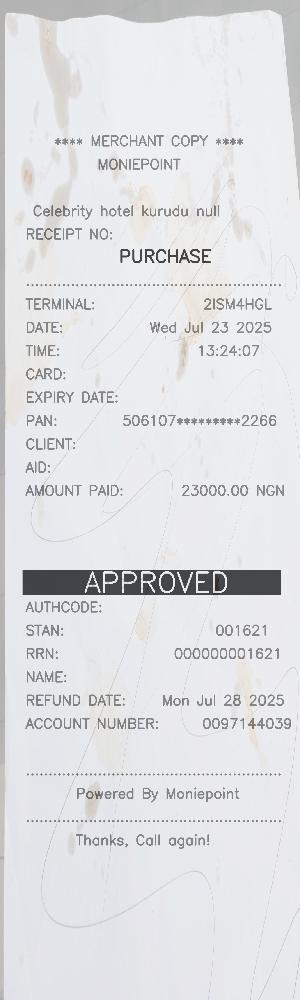 **** MERCHANT COPY ****
MONIEPOINT
Celebrity hotel kurudu null
RECEIPT NO:
PURCHASE
TERMINAL: 2ISM4HGL
DATE: Wed Jul 23 2025
TIME: 13:24:07
CARD:
EXPIRY DATE:
PAN: 506107*********2266
CLIENT:
AID:
AMOUNT PAID: 23000.00 NGN
APPROVED
AUTHCODE:
STAN: 001621
RRN: 000000001621
NAME:
REFUND DATE: Mon Jul 28 2025
ACCOUNT NUMBER: 0097144039
Powered By Moniepoint
Thanks, Call again!